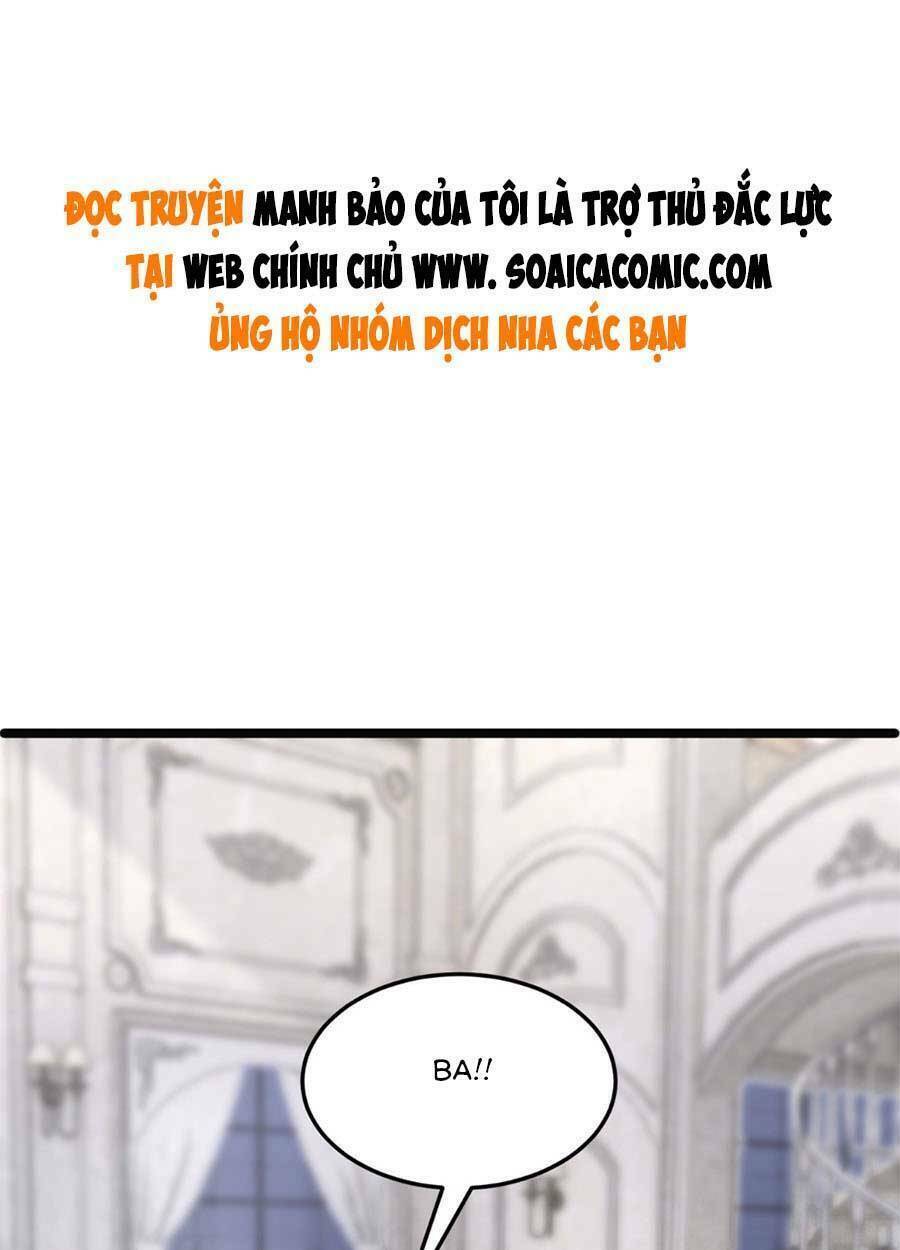 ĐỌC TRUYỆN MANH BẢO CỦA TÔI LÀ TRỢ THỦ ĐẮC LỰC
TẠI WEB CHÍNH CHỦ WWW. SOAICACOMIC.COM
ỦNG HỘ NHÓM DỊCH NHA CÁC BẠN
BA!!